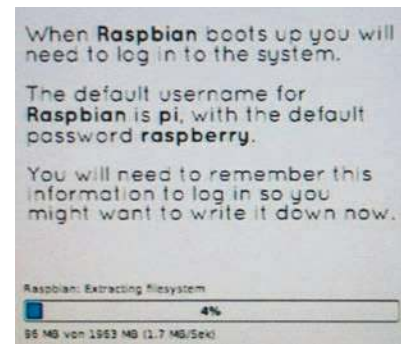 When Raspbian boots up you will
need to log in to the system.
The default username for
Raspbian is pi, with the default
password raspberry.
You will need to remember this
information to log in so you
might want to write it down now.
Raspbian: Extracting filesystem
4%
96 MB von 1963 MB (1.7 MB/Sek)